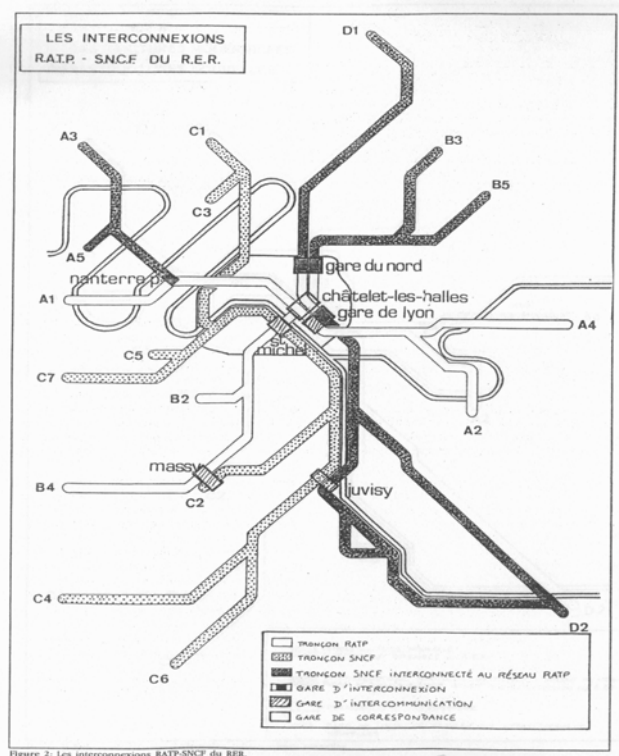 LES INTERCONNEXIONS
R.A.T.P. - S.N.C.F DU R.E.R.
D1
A3
C1
B3
C3
B5
A5
gare du nord
nanterre p.
A1
châtelet-les-halles
gare de lyon
A4
st
michel
C5
C7
B2
A2
massy
B4
C2
juvisy
C4
D2
C6
TRONÇON RATP
TRONÇON SNCF
TRONÇON SNCF INTERCONNECTÉ AU RÉSEAU RATP
GARE D'INTERCONNEXION
GARE D'INTERCOMMUNICATION
GARE DE CORRESPONDANCE
Figure 2: Les interconnexions RATP-SNCF du RER.